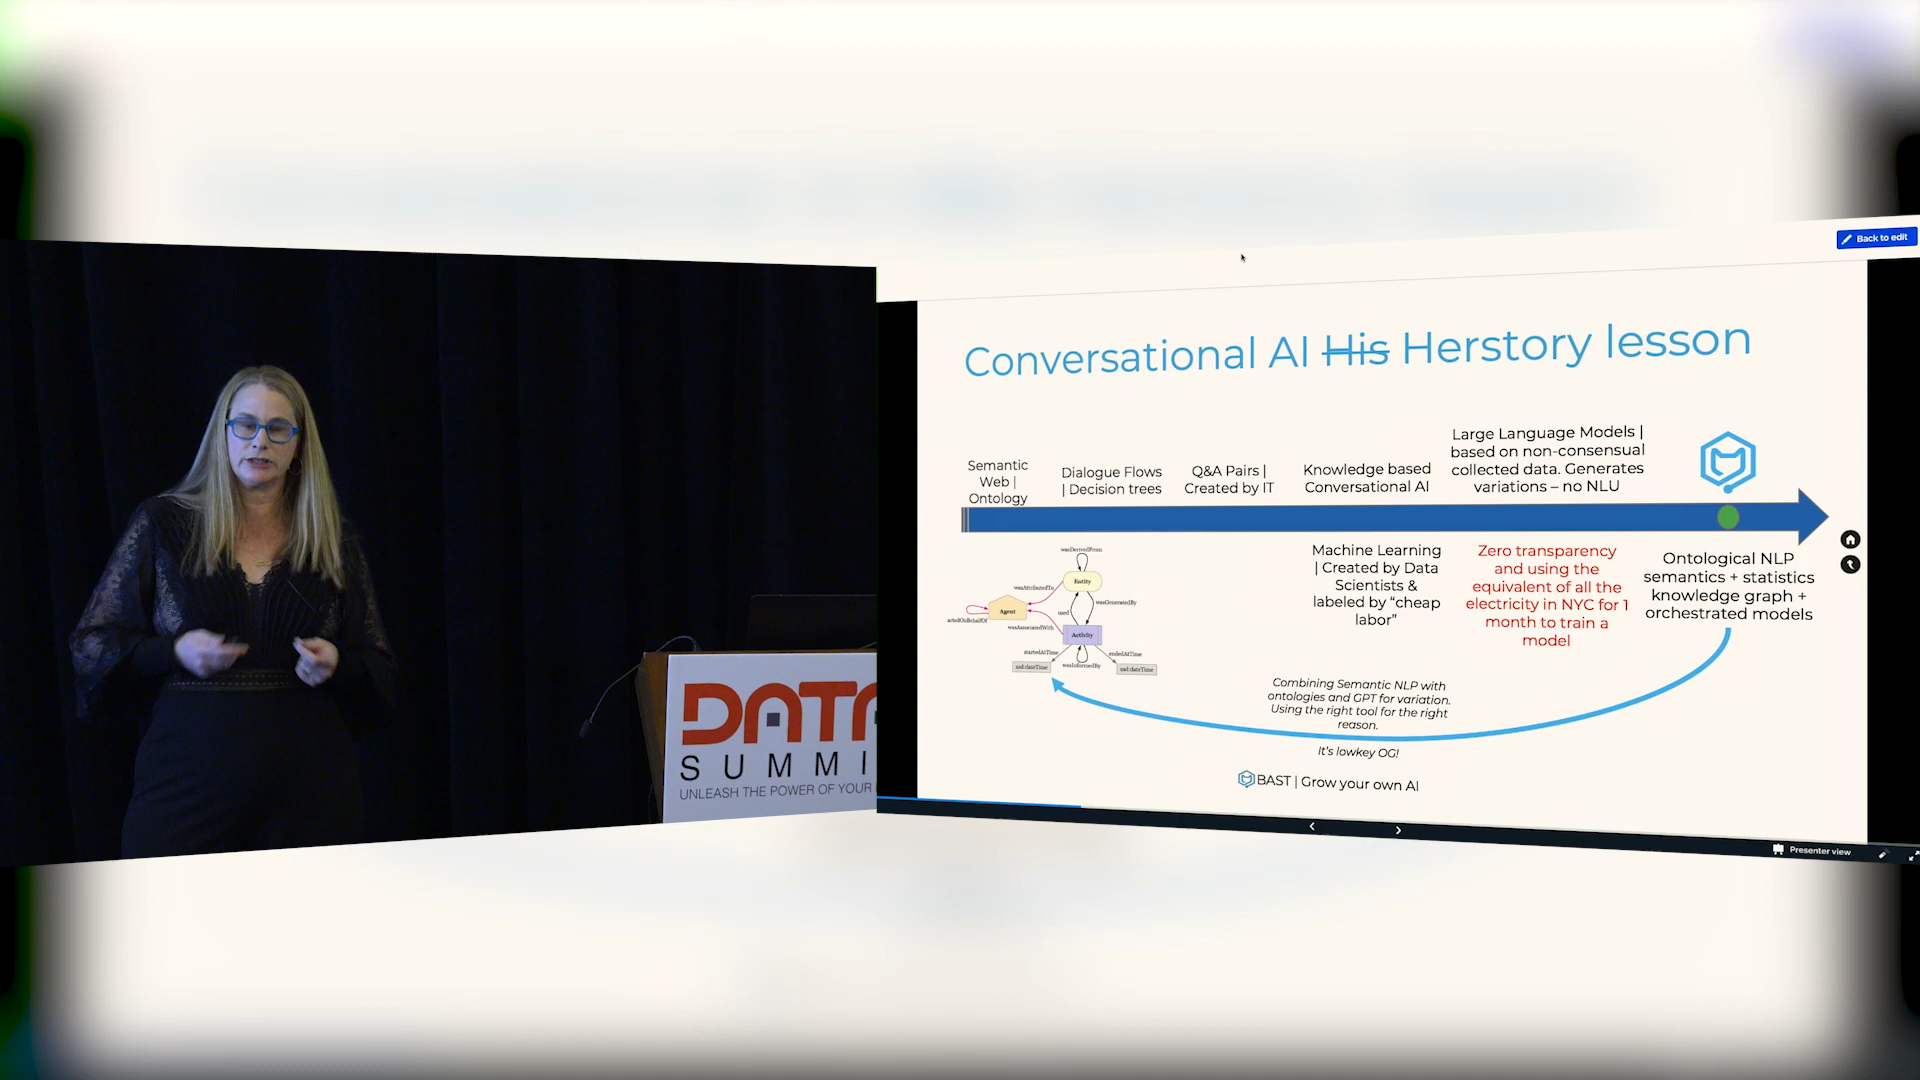 DATA
SUMMI
UNLEASH THE POWER OF YOUR
Back to edit
Conversational AI His Herstory lesson
Semantic
Web |
Ontology
Dialogue Flows
| Decision trees
Q&A Pairs |
Created by IT
Knowledge based
Conversational AI
Large Language Models |
based on non-consensual
collected data. Generates
variations – no NLU
wasDerivedFrom
Entity
wasAttributedTo
wasGeneratedBy
Agent
used
actedOnBehalfOf
wasAssociatedWith
Activity
startedAtTime
endedAtTime
wasInformedBy
xsd:dateTime
xsd:dateTime
Machine Learning
| Created by Data
Scientists &
labeled by “cheap
labor”
Zero transparency
and using the
equivalent of all the
electricity in NYC for 1
month to train a
model
Ontological NLP
semantics + statistics
knowledge graph +
orchestrated models
Combining Semantic NLP with
ontologies and GPT for variation.
Using the right tool for the right
reason.
It's lowkey OG!
BAST | Grow your own AI
Presenter view